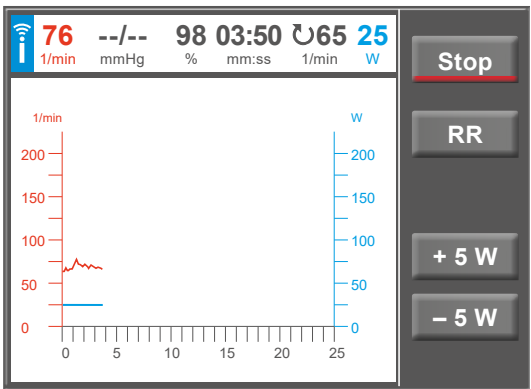 76 --/-- 98 03:50 ↻65 25
1/min mmHg % mm:ss 1/min W
Stop
RR
+ 5 W
– 5 W
1/min W
200 200
150 150
100 100
50 50
0 0
0 5 10 15 20 25